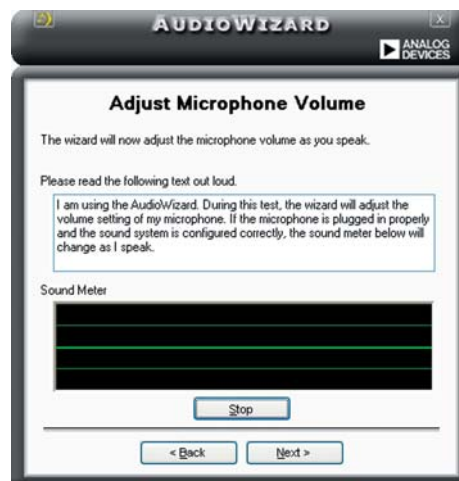 AUDIOWIZARD
X
ANALOG
DEVICES
Adjust Microphone Volume
The wizard will now adjust the microphone volume as you speak.
Please read the following text out loud.
I am using the AudioWizard. During this test, the wizard will adjust the
volume setting of my microphone. If the microphone is plugged in properly
and the sound system is configured correctly, the sound meter below will
change as I speak.
Sound Meter
Stop
< Back
Next >